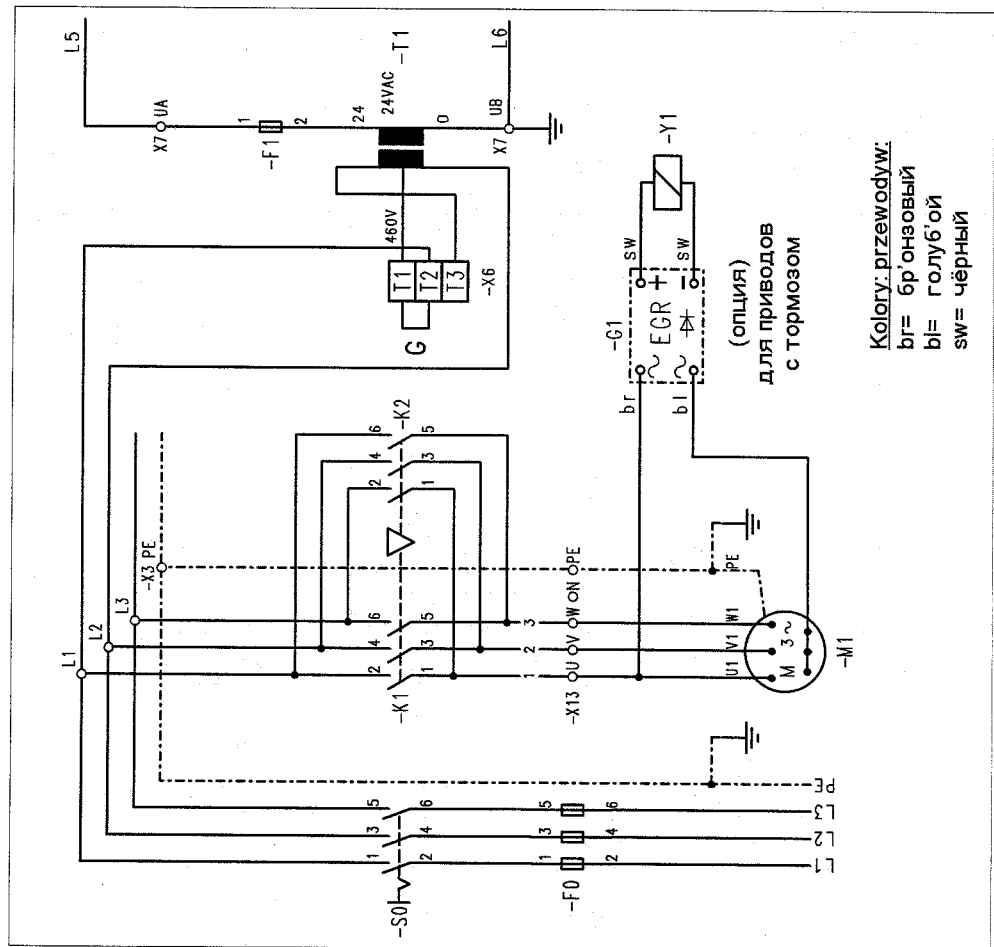 L5
X7 UA
1
-F1
2
24
24VAC
-T1
0
X7 UB
L6
460V
T1
T2
T3
-X6
G
L1
L2
L3
-X3 PE
-K2
2 4 6
1 3 5
-K1
2 4 6
1 3 5
-X13
1 2 3
U V W ON PE
U1 V1 W1 PE
M 3~
-M1
br
bl
-G1
~ EGR +
~ −
sw
sw
-Y1
(опция)
для приводов
с тормозом
Kolory: przewodyw:
br= бр'онзовый
bl= голуб'ой
sw= чёрный
-S0
1 3 5
2 4 6
-F0
1 3 5
2 4 6
L1 L2 L3 PE